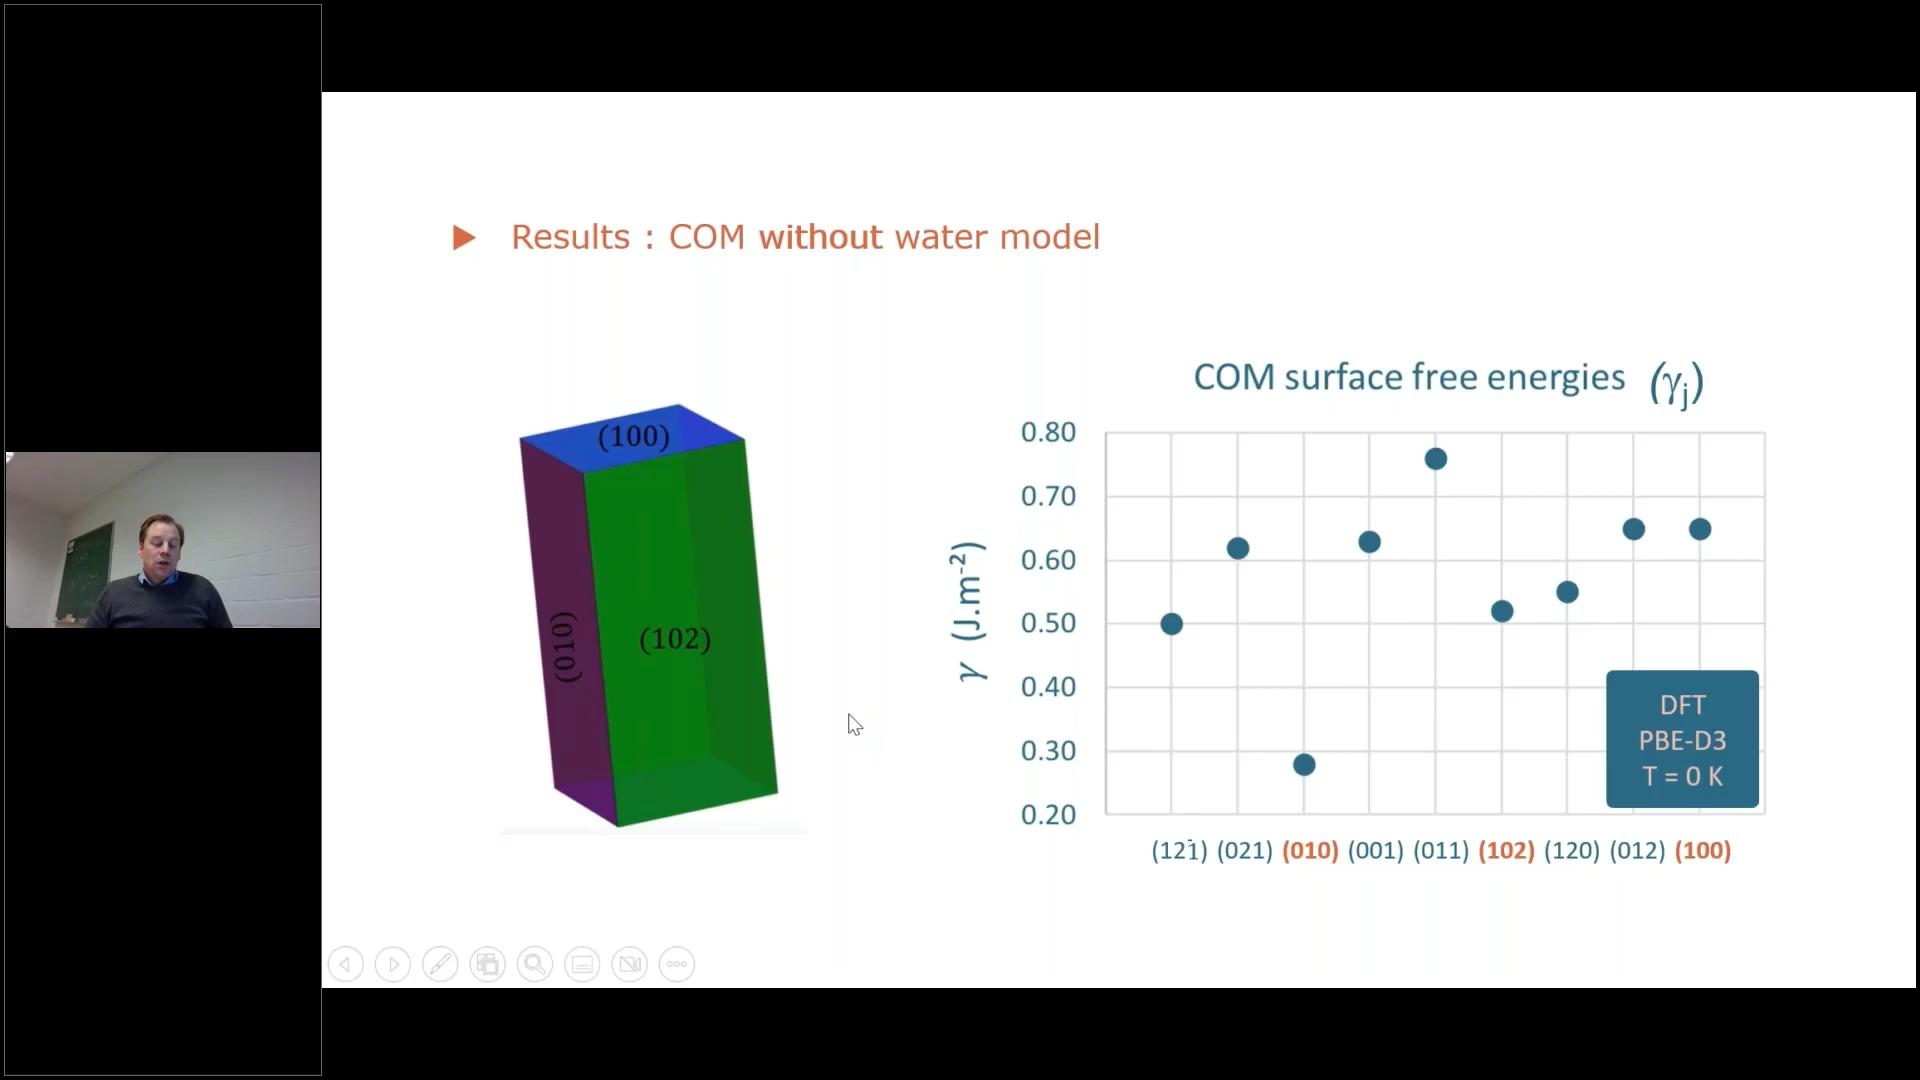 ▶ Results : COM without water model
(100)
(010)
(102)
COM surface free energies (γj)
γ (J.m⁻²)
0.80
0.70
0.60
0.50
0.40
0.30
0.20
DFT
PBE-D3
T = 0 K
(121̄) (021) (010) (001) (011) (102) (120) (012) (100)